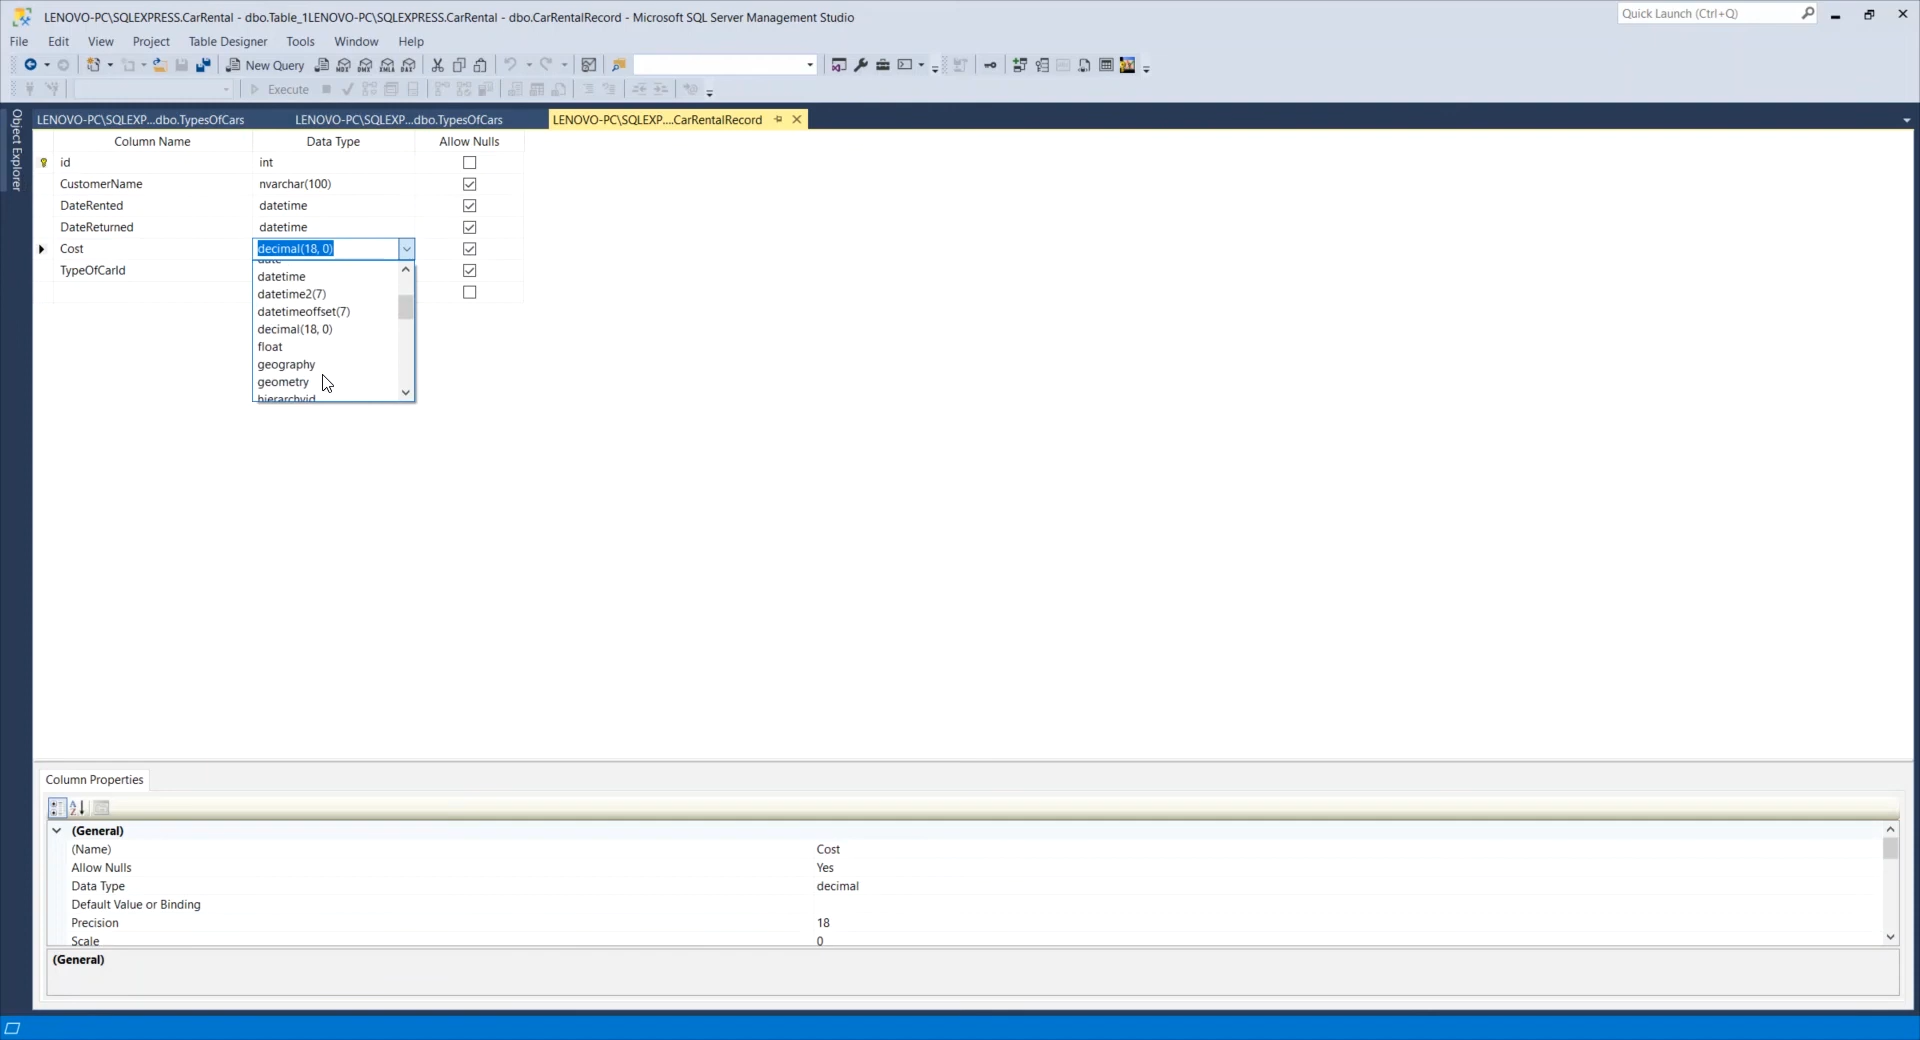 LENOVO-PC\SQLEXPRESS.CarRental - dbo.Table_1LENOVO-PC\SQLEXPRESS.CarRental - dbo.CarRentalRecord - Microsoft SQL Server Management Studio
Quick Launch (Ctrl+Q)
File Edit View Project Table Designer Tools Window Help
New Query
Execute
Object Explorer
LENOVO-PC\SQLEXP...dbo.TypesOfCars LENOVO-PC\SQLEXP...dbo.TypesOfCars LENOVO-PC\SQLEXP....CarRentalRecord
Column Name Data Type Allow Nulls
id int
CustomerName nvarchar(100)
DateRented datetime
DateReturned datetime
Cost decimal(18, 0)
TypeOfCarId
date
datetime
datetime2(7)
datetimeoffset(7)
decimal(18, 0)
float
geography
geometry
hierarchyid
Column Properties
(General)
(Name) Cost
Allow Nulls Yes
Data Type decimal
Default Value or Binding
Precision 18
Scale 0
(General)